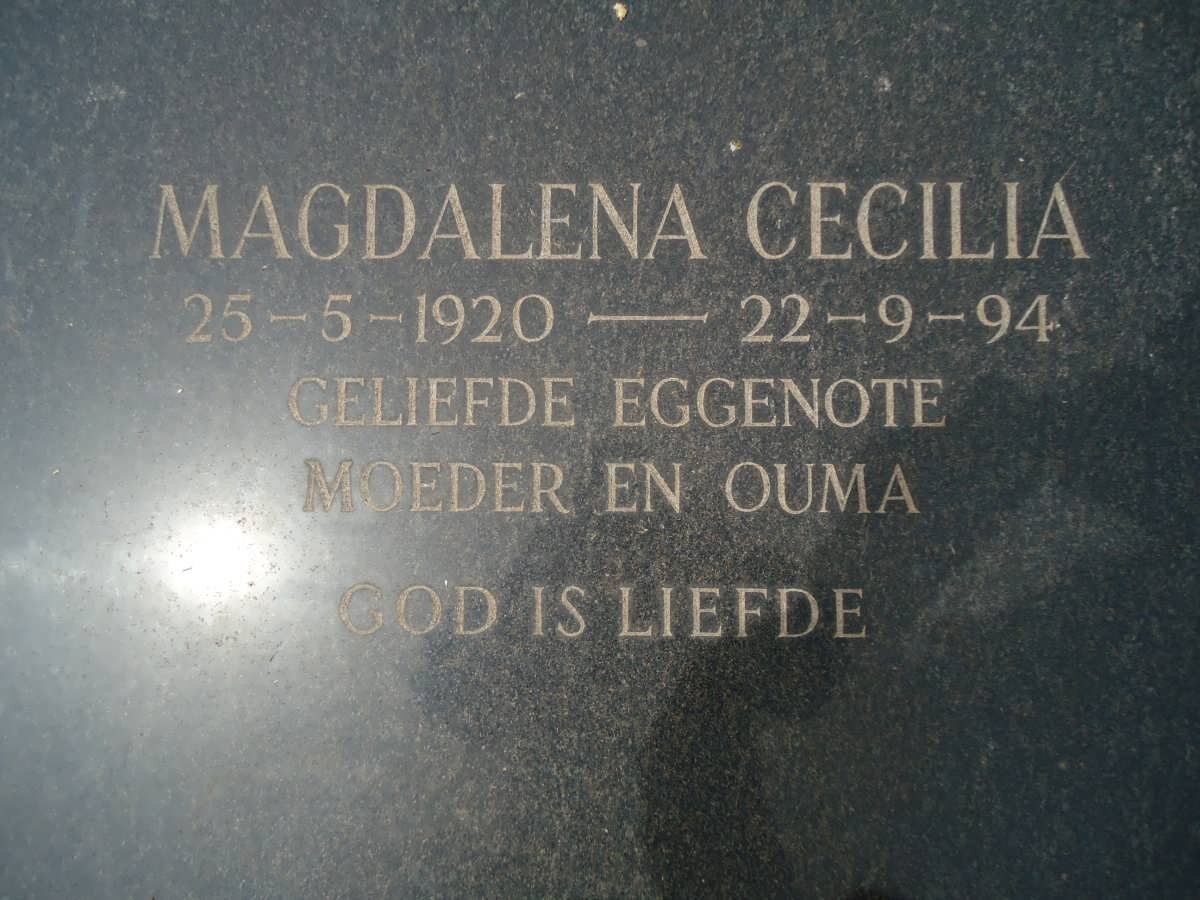 MAGDALENA CECILIA
25-5-1920 — 22-9-94
GELIEFDE EGGENOTE
MOEDER EN OUMA
GOD IS LIEFDE